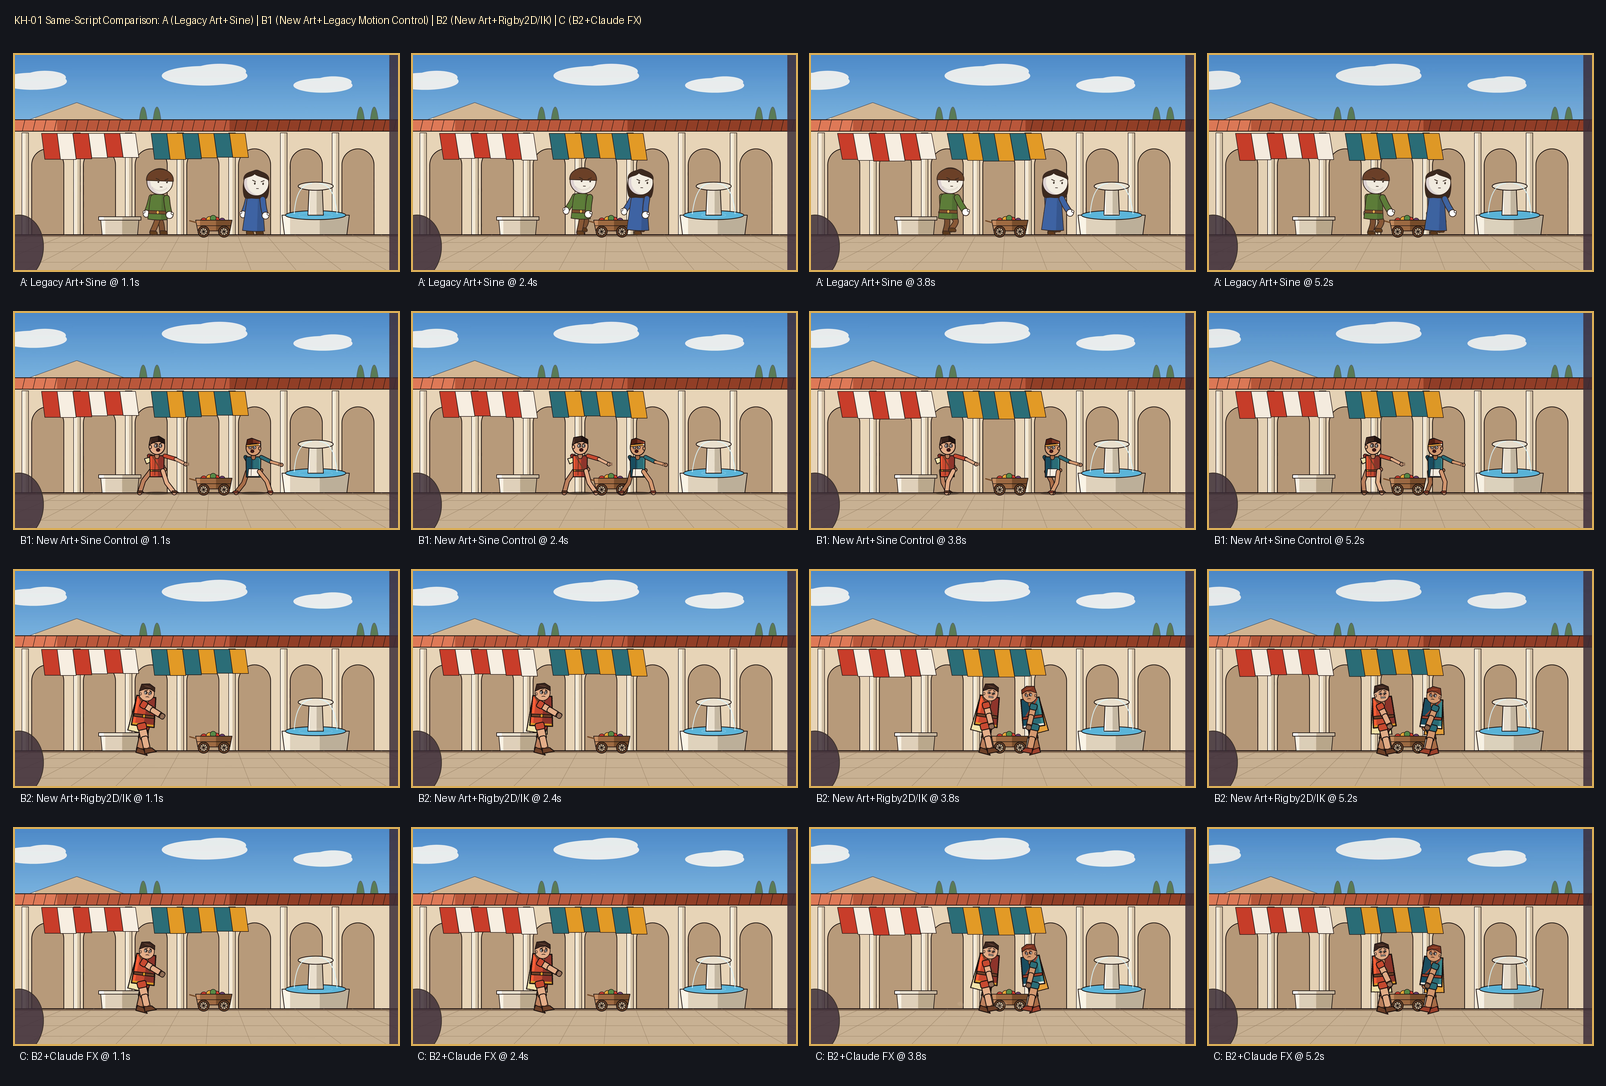 KH-01 Same-Script Comparison: A (Legacy Art+Sine) | B1 (New Art+Legacy Motion Control) | B2 (New Art+Rigby2D/IK) | C (B2+Claude FX)
A: Legacy Art+Sine @ 1.1s
A: Legacy Art+Sine @ 2.4s
A: Legacy Art+Sine @ 3.8s
A: Legacy Art+Sine @ 5.2s
B1: New Art+Sine Control @ 1.1s
B1: New Art+Sine Control @ 2.4s
B1: New Art+Sine Control @ 3.8s
B1: New Art+Sine Control @ 5.2s
B2: New Art+Rigby2D/IK @ 1.1s
B2: New Art+Rigby2D/IK @ 2.4s
B2: New Art+Rigby2D/IK @ 3.8s
B2: New Art+Rigby2D/IK @ 5.2s
C: B2+Claude FX @ 1.1s
C: B2+Claude FX @ 2.4s
C: B2+Claude FX @ 3.8s
C: B2+Claude FX @ 5.2s